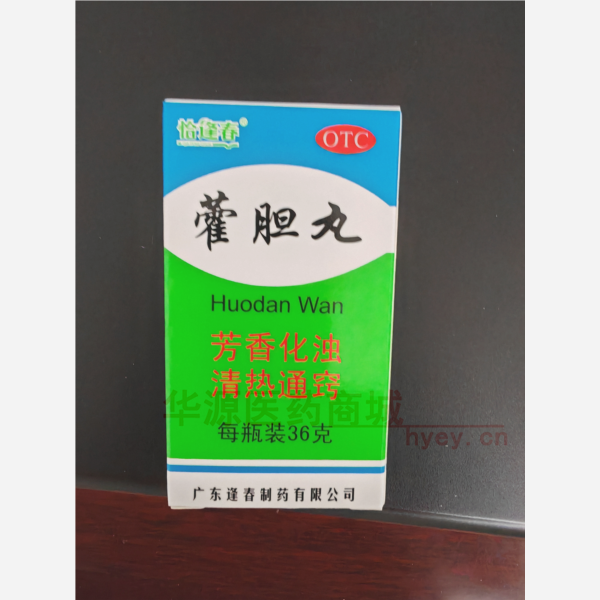 恰逢春®
OTC
藿胆丸
Huodan Wan
芳香化浊
清热通窍
华源医药商城
hyey.cn
每瓶装36克
广东逢春制药有限公司